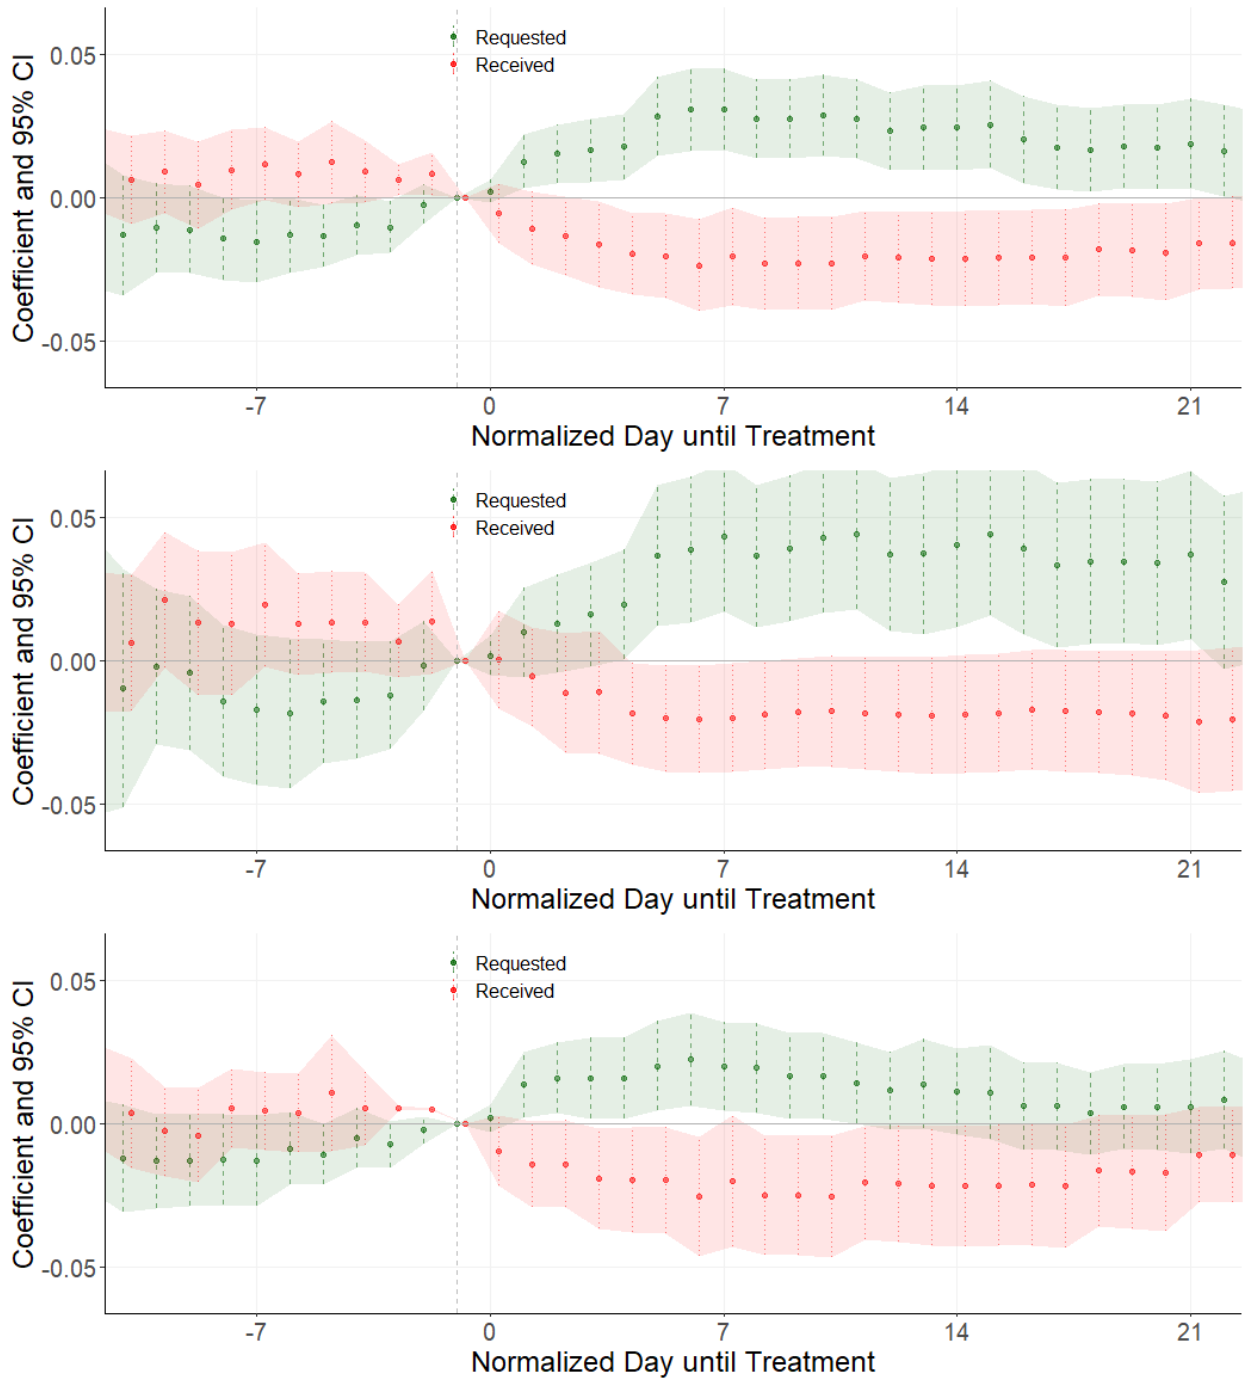 Coefficient and 95% CI
0.05
0.00
-0.05
Requested
Received
-7 0 7 14 21
Normalized Day until Treatment
Coefficient and 95% CI
0.05
0.00
-0.05
Requested
Received
-7 0 7 14 21
Normalized Day until Treatment
Coefficient and 95% CI
0.05
0.00
-0.05
Requested
Received
-7 0 7 14 21
Normalized Day until Treatment